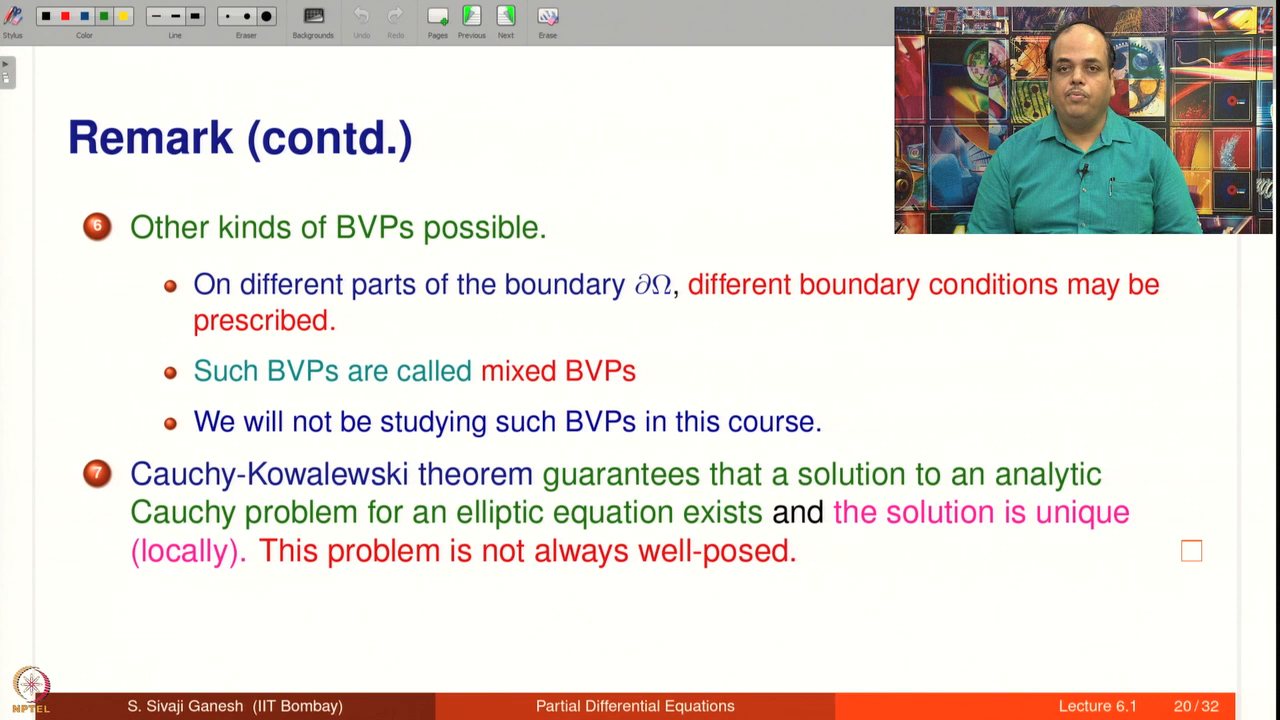 Stylus
Color
Line
Eraser
Backgrounds
Undo
Redo
Pages
Previous
Next
Erase
Remark (contd.)
6 Other kinds of BVPs possible.
On different parts of the boundary ∂Ω, different boundary conditions may be
prescribed.
Such BVPs are called mixed BVPs
We will not be studying such BVPs in this course.
7 Cauchy-Kowalewski theorem guarantees that a solution to an analytic
Cauchy problem for an elliptic equation exists and the solution is unique
(locally). This problem is not always well-posed.
NPTEL
S. Sivaji Ganesh (IIT Bombay) Partial Differential Equations Lecture 6.1 20/32